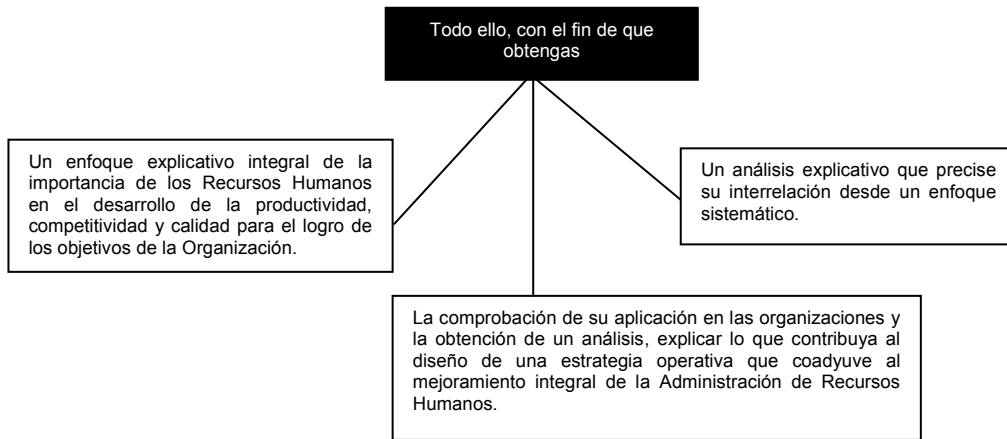 Todo ello, con el fin de que
obtengas
Un enfoque explicativo integral de la
importancia de los Recursos Humanos
en el desarrollo de la productividad,
competitividad y calidad para el logro de
los objetivos de la Organización.
Un análisis explicativo que precise
su interrelación desde un enfoque
sistemático.
La comprobación de su aplicación en las organizaciones y
la obtención de un análisis, explicar lo que contribuya al
diseño de una estrategia operativa que coadyuve al
mejoramiento integral de la Administración de Recursos
Humanos.